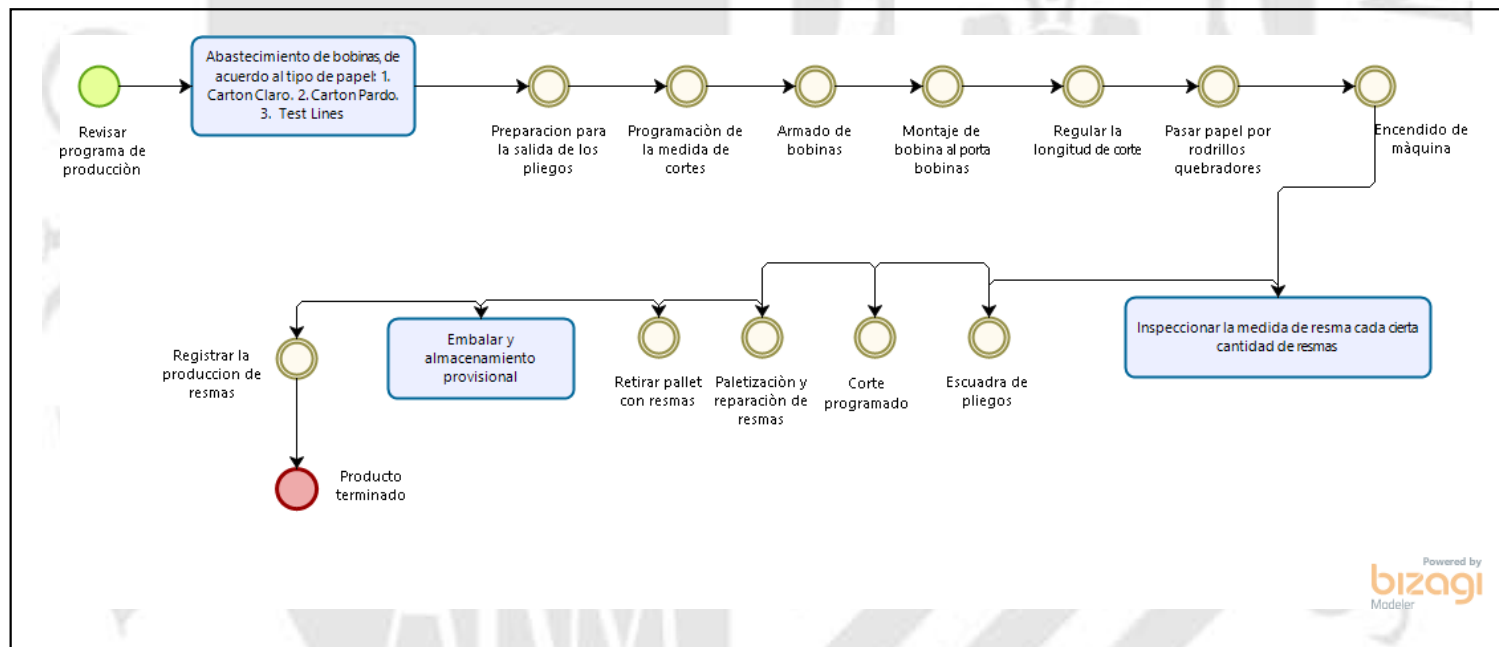 Revisar
programa de
producciòn
Abastecimiento de bobinas, de
acuerdo al tipo de papel: 1.
Carton Claro. 2. Carton Pardo.
3. Test Lines
Preparacion para
la salida de los
pliegos
Programaciòn de
la medida de
cortes
Armado de
bobinas
Montaje de
bobina al porta
bobinas
Regular la
longitud de corte
Pasar papel por
rodrillos
quebradores
Encendido de
màquina
Registrar la
produccion de
resmas
Embalar y
almacenamiento
provisional
Retirar pallet
con resmas
Paletizaciòn y
reparaciòn de
resmas
Corte
programado
Escuadra de
pliegos
Inspeccionar la medida de resma cada cierta
cantidad de resmas
Producto
terminado
Powered by
bizagi
Modeler